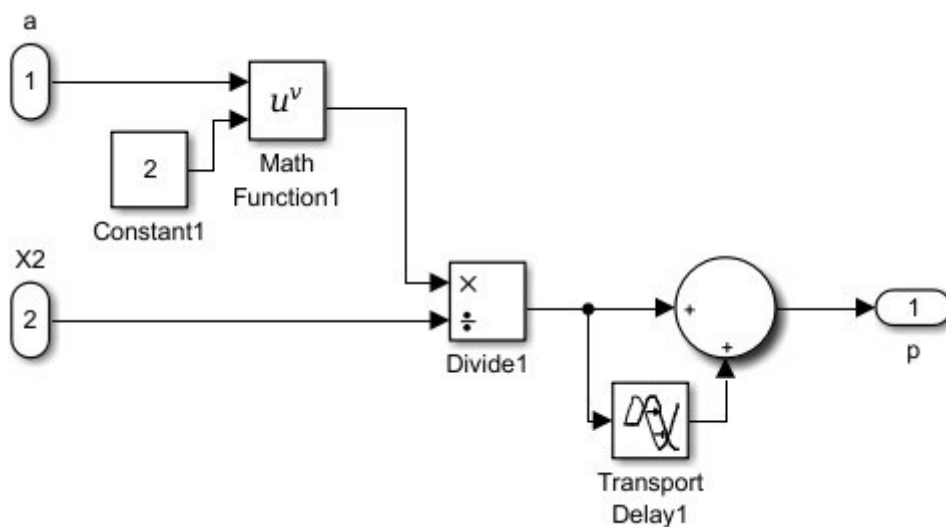 a
1
u^v
Math
Function1
2
Constant1
X2
2
×
÷
Divide1
+
+
1
p
Transport
Delay1